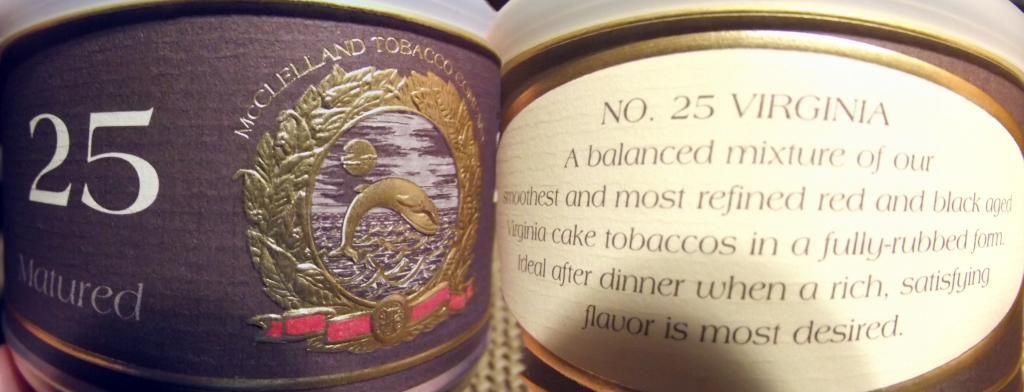 25
Matured
McCLELLAND TOBACCO COMPANY
NO. 25 VIRGINIA
A balanced mixture of our
smoothest and most refined red and black aged
Virginia cake tobaccos in a fully-rubbed form.
Ideal after dinner when a rich, satisfying
flavor is most desired.